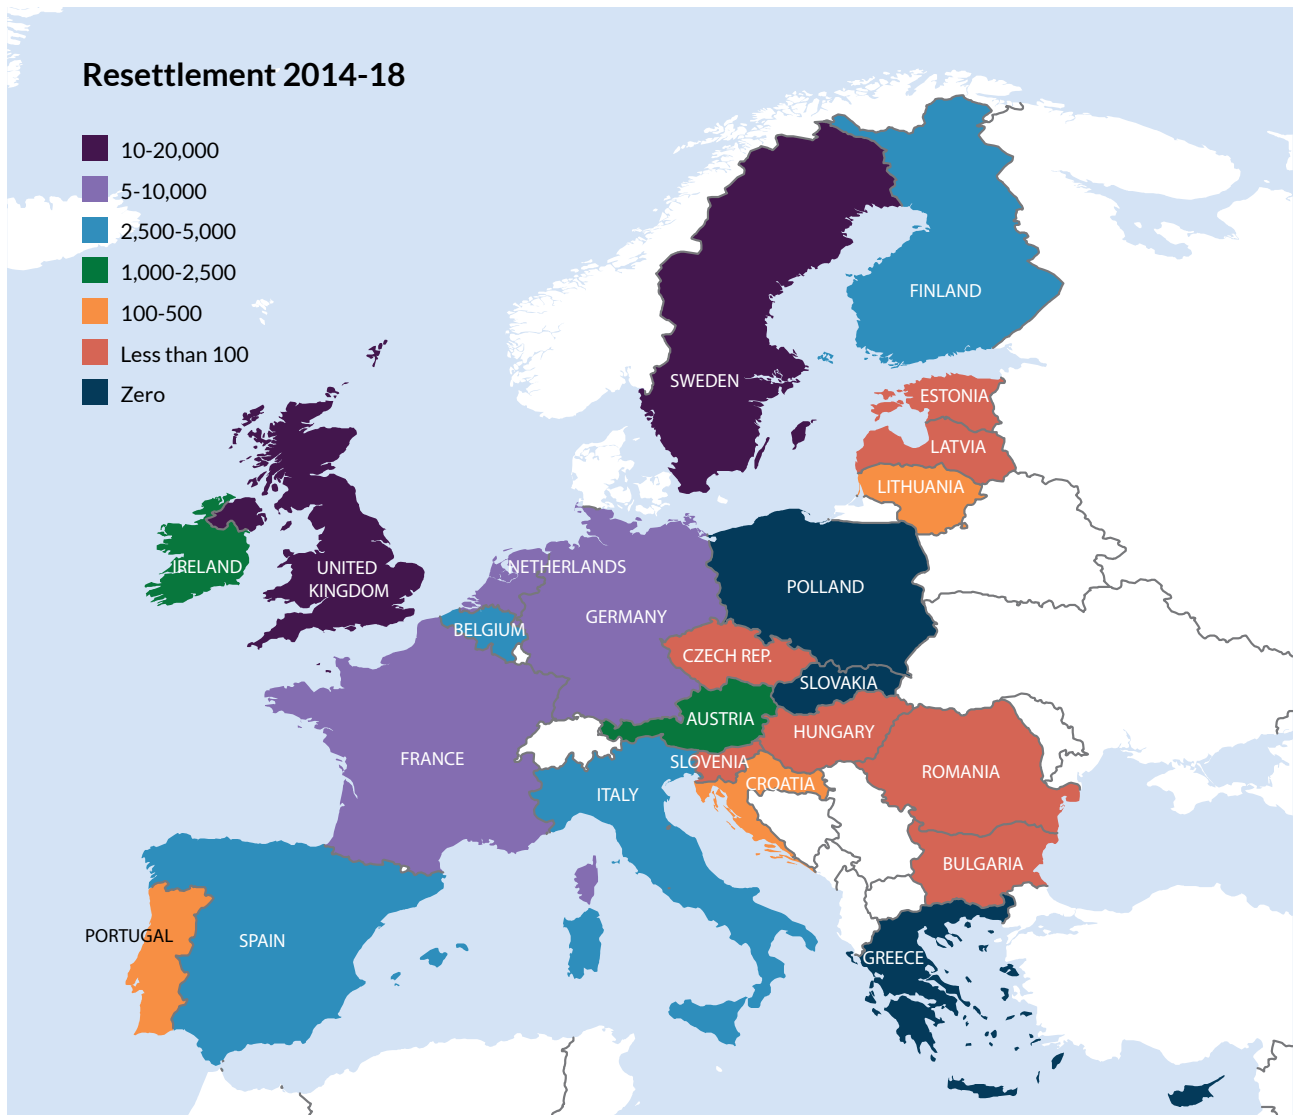 Resettlement 2014-18
10-20,000
5-10,000
2,500-5,000
1,000-2,500
100-500
Less than 100
Zero
FINLAND
SWEDEN
ESTONIA
LATVIA
LITHUANIA
IRELAND
UNITED
KINGDOM
NETHERLANDS
POLLAND
GERMANY
BELGIUM
CZECH REP.
SLOVAKIA
AUSTRIA
HUNGARY
FRANCE
SLOVENIA
ROMANIA
CROATIA
ITALY
BULGARIA
PORTUGAL
SPAIN
GREECE